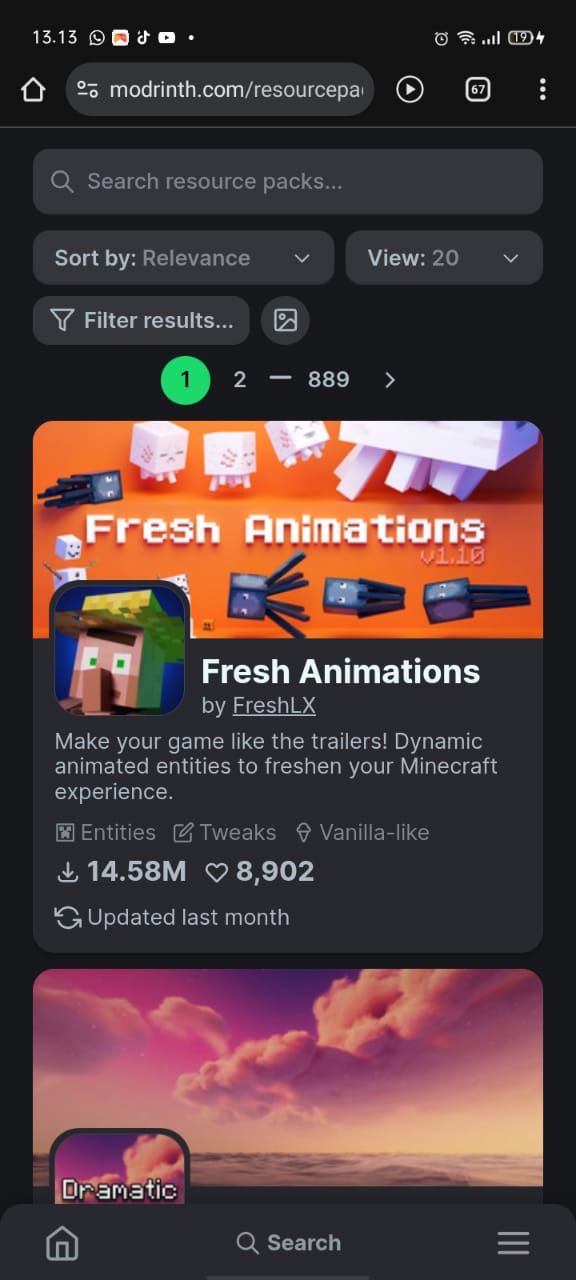 13.13
19
modrinth.com/resourcepa
67
Search resource packs...
Sort by: Relevance
View: 20
Filter results...
1 2 — 889
Fresh Animations
v1.10
Fresh Animations
by FreshLX
Make your game like the trailers! Dynamic
animated entities to freshen your Minecraft
experience.
Entities Tweaks Vanilla-like
14.58M 8,902
Updated last month
Dramatic
Search